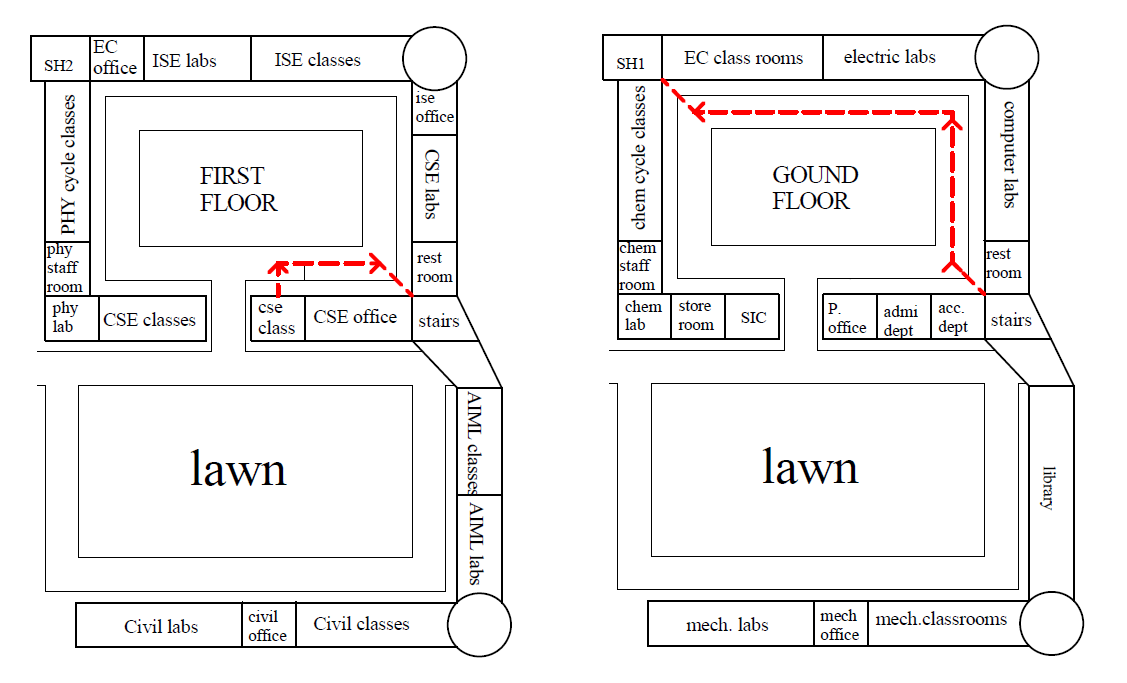 SH2
EC
office
ISE labs
ISE classes
ise
office
PHY cycle classes
CSE labs
FIRST
FLOOR
phy
staff
room
rest
room
phy
lab
CSE classes
cse
class
CSE office
stairs
lawn
AIML classes
AIML labs
Civil labs
civil
office
Civil classes
SH1
EC class rooms
electric labs
chem cycle classes
computer labs
GOUND
FLOOR
chem
staff
room
rest
room
chem
lab
store
room
SIC
P.
office
admi
dept
acc.
dept
stairs
lawn
library
mech. labs
mech
office
mech.classrooms